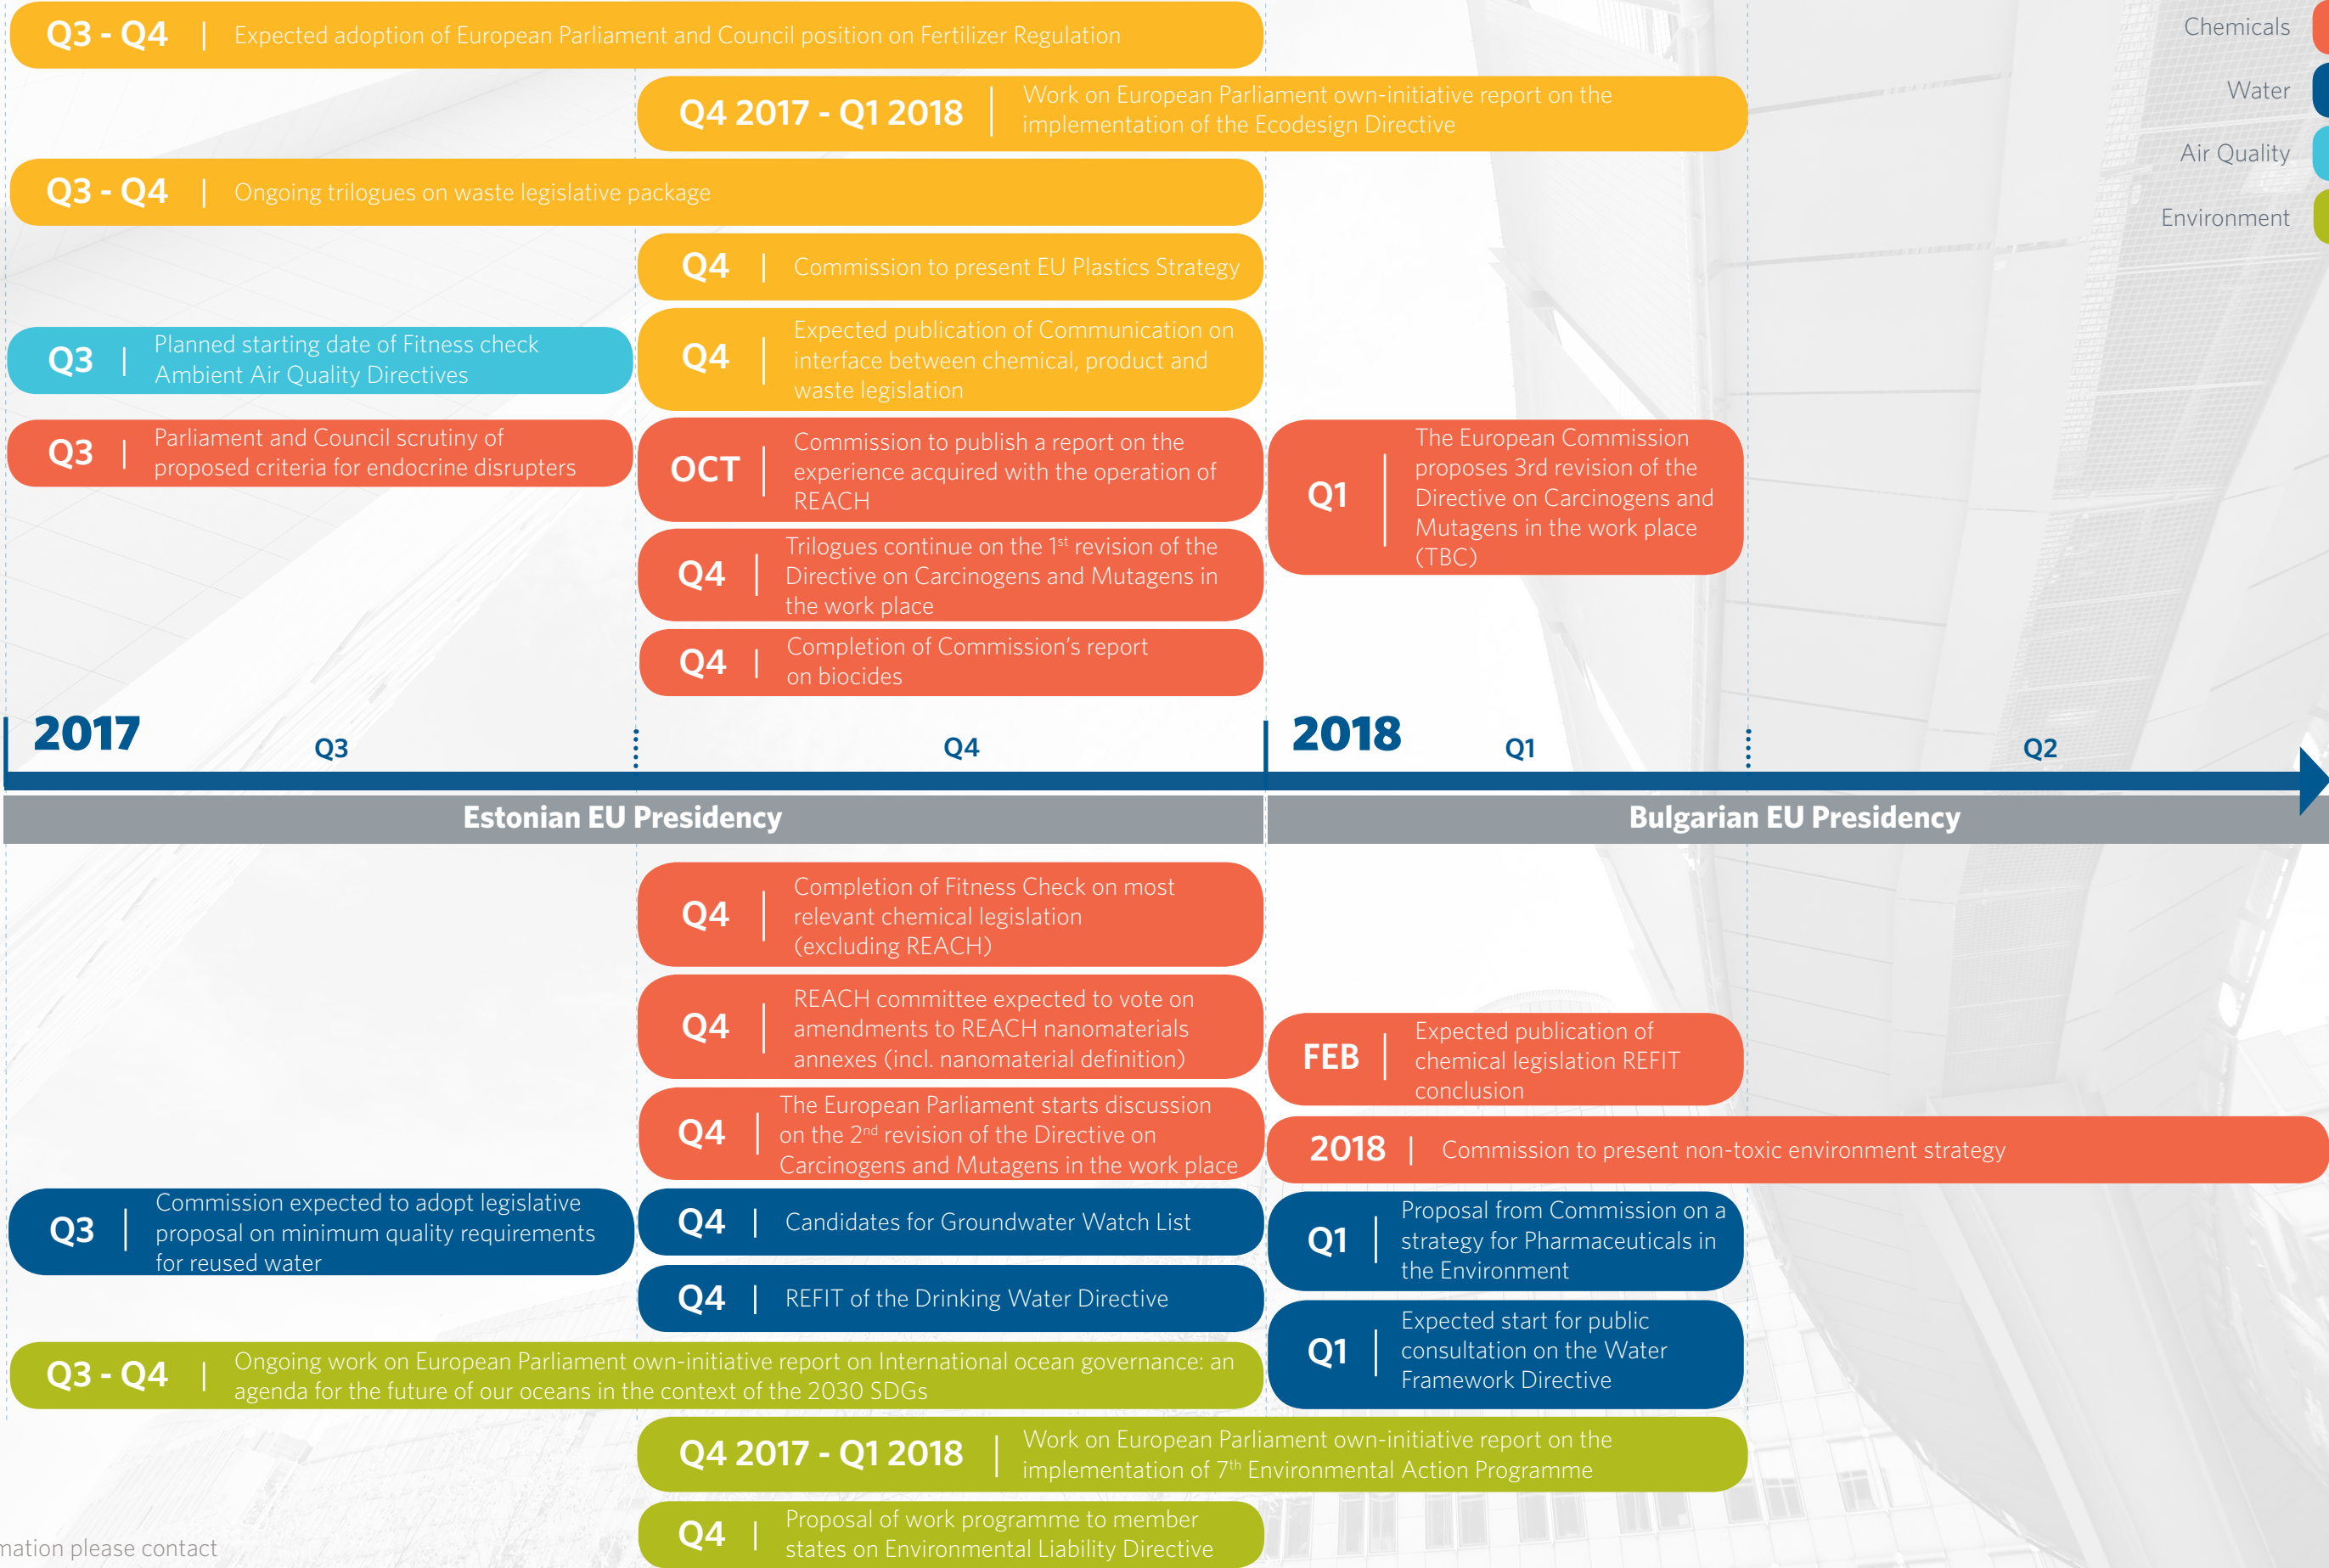 Q3 - Q4
Expected adoption of European Parliament and Council position on Fertilizer Regulation
Chemicals
Water
Air Quality
Environment
Q4 2017 - Q1 2018
Work on European Parliament own-initiative report on the
implementation of the Ecodesign Directive
Q3 - Q4
Ongoing trilogues on waste legislative package
Q4
Commission to present EU Plastics Strategy
Q3
Planned starting date of Fitness check
Ambient Air Quality Directives
Q4
Expected publication of Communication on
interface between chemical, product and
waste legislation
Q3
Parliament and Council scrutiny of
proposed criteria for endocrine disrupters
OCT
Commission to publish a report on the
experience acquired with the operation of
REACH
Q1
The European Commission
proposes 3rd revision of the
Directive on Carcinogens and
Mutagens in the work place
(TBC)
Q4
Trilogues continue on the 1st revision of the
Directive on Carcinogens and Mutagens in
the work place
Q4
Completion of Commission's report
on biocides
2017
Q3
Q4
2018
Q1
Q2
Estonian EU Presidency
Bulgarian EU Presidency
Q4
Completion of Fitness Check on most
relevant chemical legislation
(excluding REACH)
Q4
REACH committee expected to vote on
amendments to REACH nanomaterials
annexes (incl. nanomaterial definition)
FEB
Expected publication of
chemical legislation REFIT
conclusion
Q4
The European Parliament starts discussion
on the 2nd revision of the Directive on
Carcinogens and Mutagens in the work place
2018
Commission to present non-toxic environment strategy
Q3
Commission expected to adopt legislative
proposal on minimum quality requirements
for reused water
Q4
Candidates for Groundwater Watch List
Q1
Proposal from Commission on a
strategy for Pharmaceuticals in
the Environment
Q4
REFIT of the Drinking Water Directive
Q1
Expected start for public
consultation on the Water
Framework Directive
Q3 - Q4
Ongoing work on European Parliament own-initiative report on International ocean governance: an
agenda for the future of our oceans in the context of the 2030 SDGs
Q4 2017 - Q1 2018
Work on European Parliament own-initiative report on the
implementation of 7th Environmental Action Programme
Q4
Proposal of work programme to member
states on Environmental Liability Directive
mation please contact